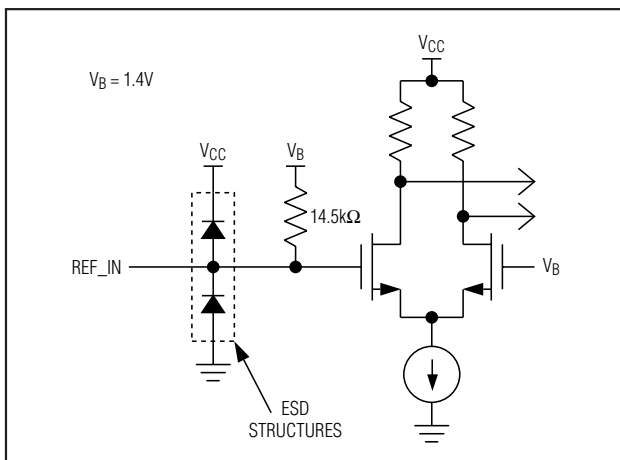 V_B = 1.4V
V_CC
V_CC
V_B
14.5kΩ
REF_IN
V_B
ESD
STRUCTURES